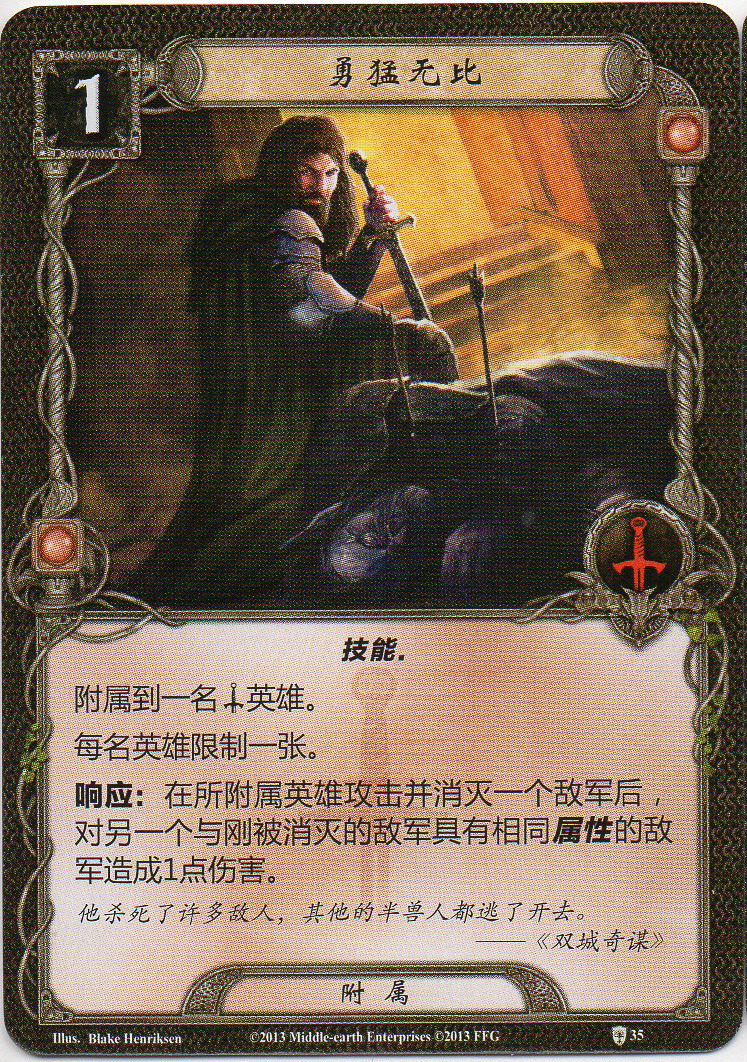 勇猛无比
1
技能.
附属到一名英雄。
每名英雄限制一张。
响应：在所附属英雄攻击并消灭一个敌军后，
对另一个与刚被消灭的敌军具有相同属性的敌
军造成1点伤害。
他杀死了许多敌人，其他的半兽人都逃了开去。
——《双城奇谋》
附属
Illus. Blake Henriksen ©2013 Middle-earth Enterprises ©2013 FFG 35